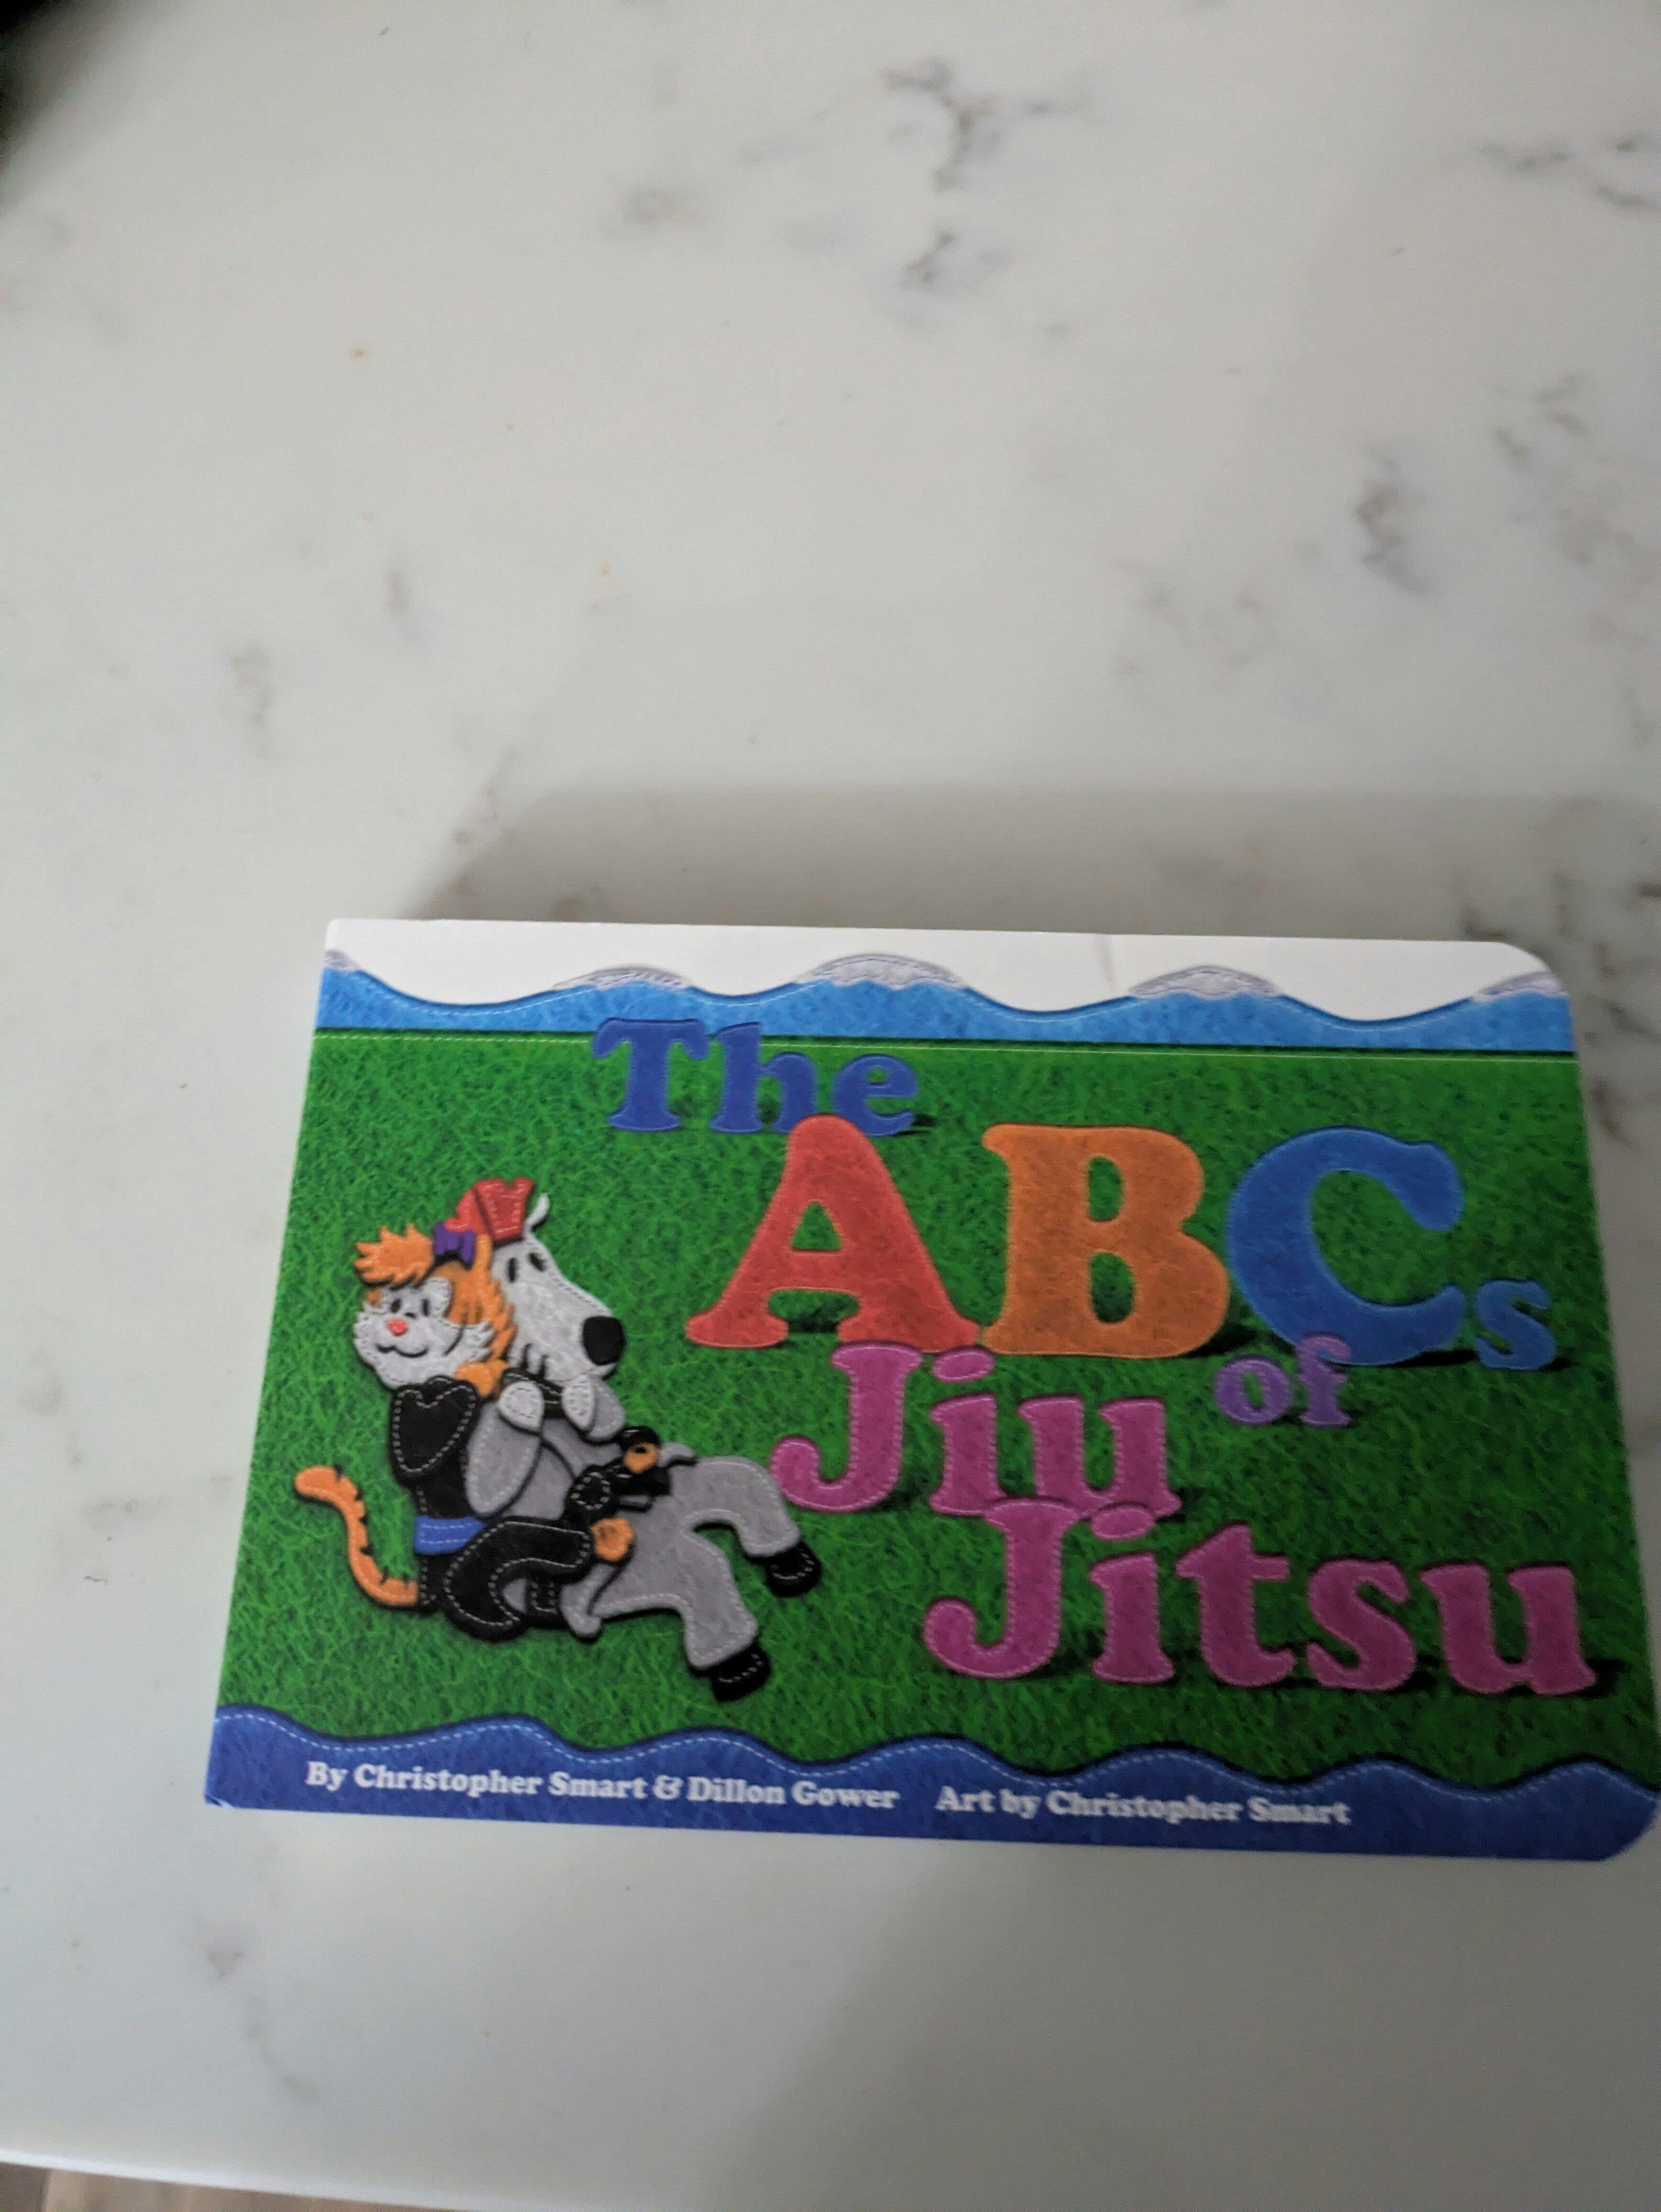 The
ABCs
of
Jiu
Jitsu
By Christopher Smart & Dillon Gower Art by Christopher Smart